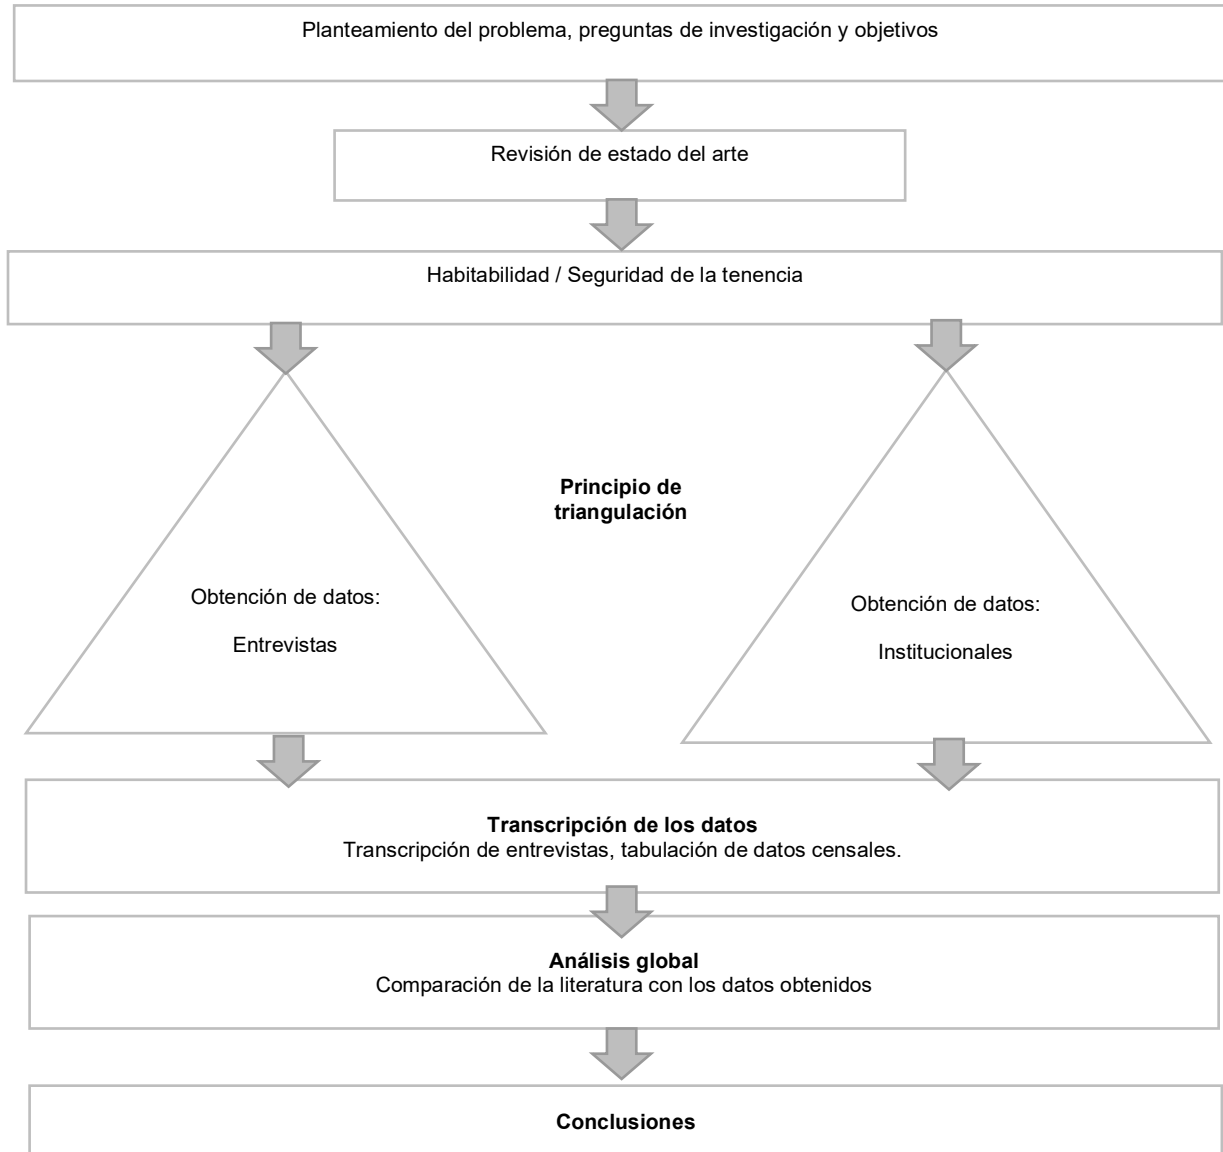 Planteamiento del problema, preguntas de investigación y objetivos
Revisión de estado del arte
Habitabilidad / Seguridad de la tenencia
Principio de
triangulación
Obtención de datos:
Entrevistas
Obtención de datos:
Institucionales
Transcripción de los datos
Transcripción de entrevistas, tabulación de datos censales.
Análisis global
Comparación de la literatura con los datos obtenidos
Conclusiones